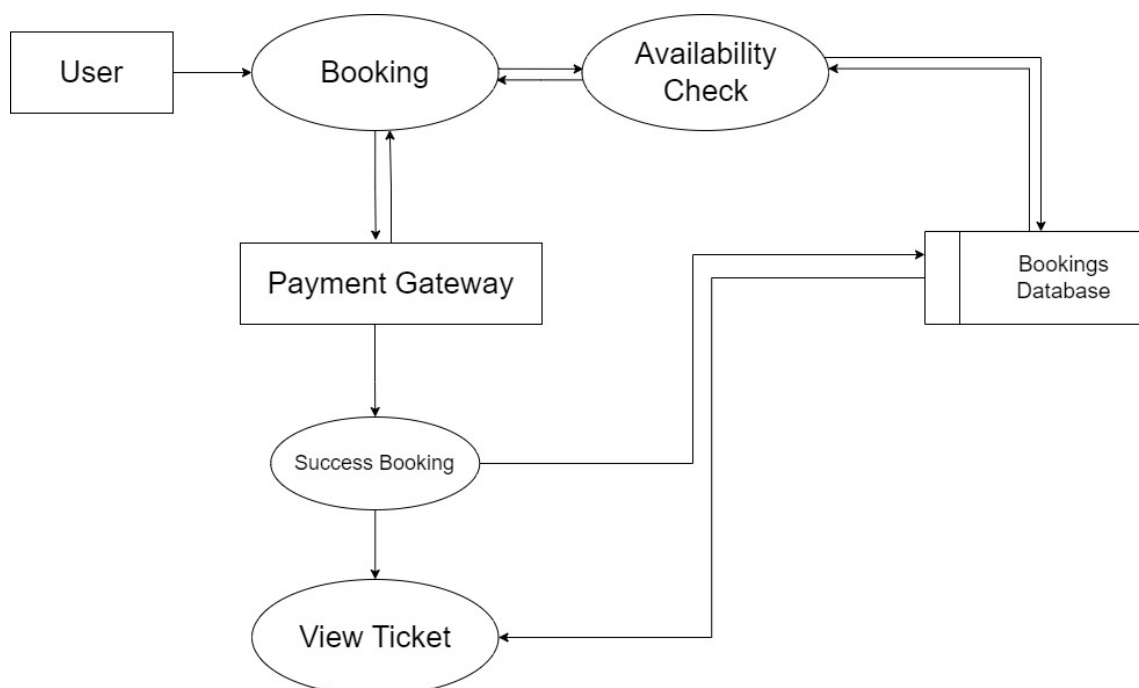 User
Booking
Availability
Check
Payment Gateway
Bookings
Database
Success Booking
View Ticket